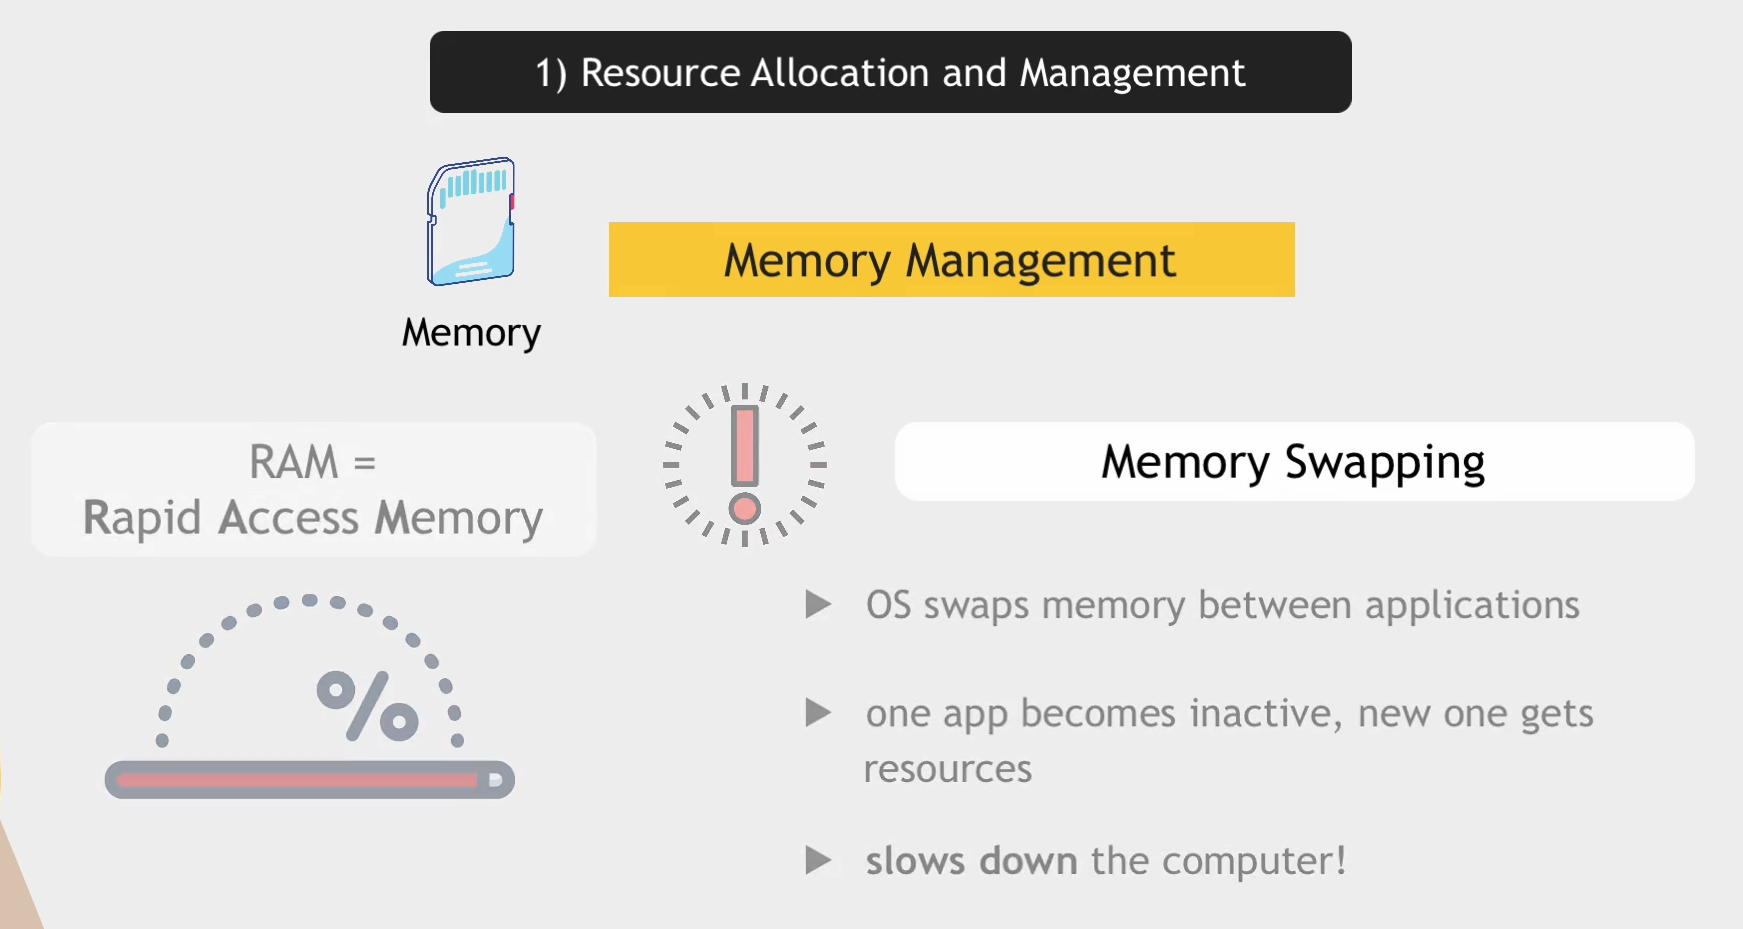 1) Resource Allocation and Management
Memory Management
Memory
RAM =
Rapid Access Memory
%
Memory Swapping
▶ OS swaps memory between applications
▶ one app becomes inactive, new one gets
resources
▶ slows down the computer!